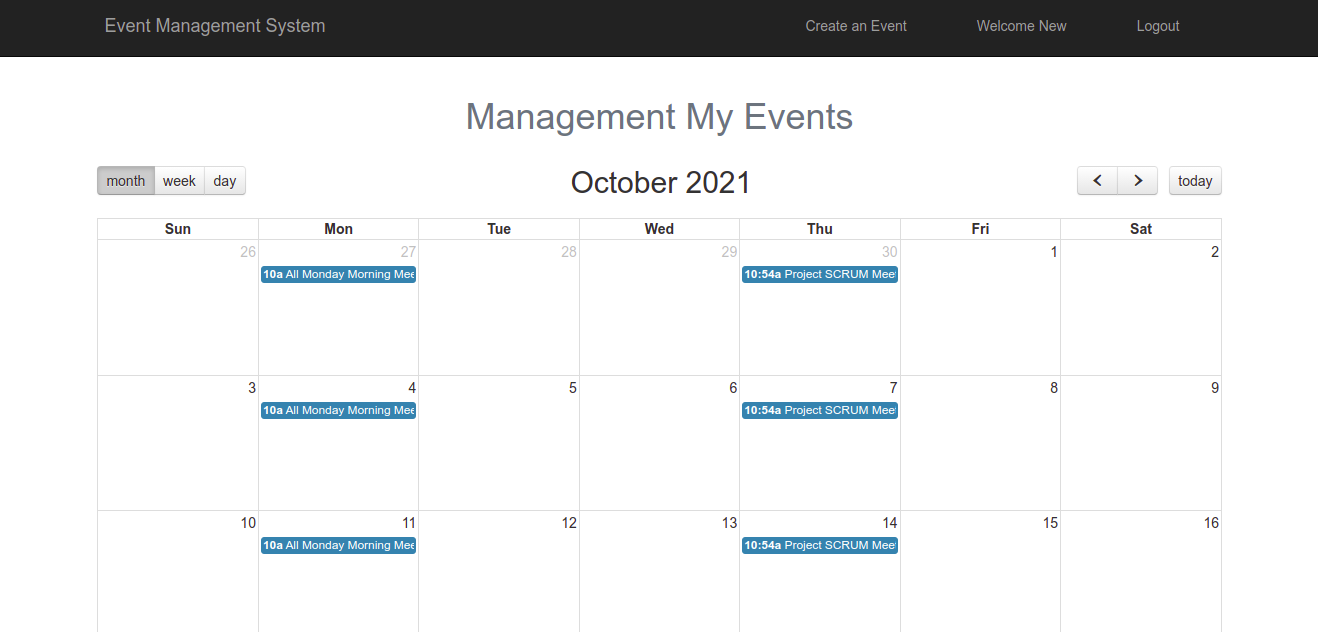 Event Management System Create an Event Welcome New Logout
Management My Events
month week day October 2021 today
Sun Mon Tue Wed Thu Fri Sat
26 27 28 29 30 1 2
10a All Monday Morning Mee 10:54a Project SCRUM Mee
3 4 5 6 7 8 9
10a All Monday Morning Mee 10:54a Project SCRUM Mee
10 11 12 13 14 15 16
10a All Monday Morning Mee 10:54a Project SCRUM Mee